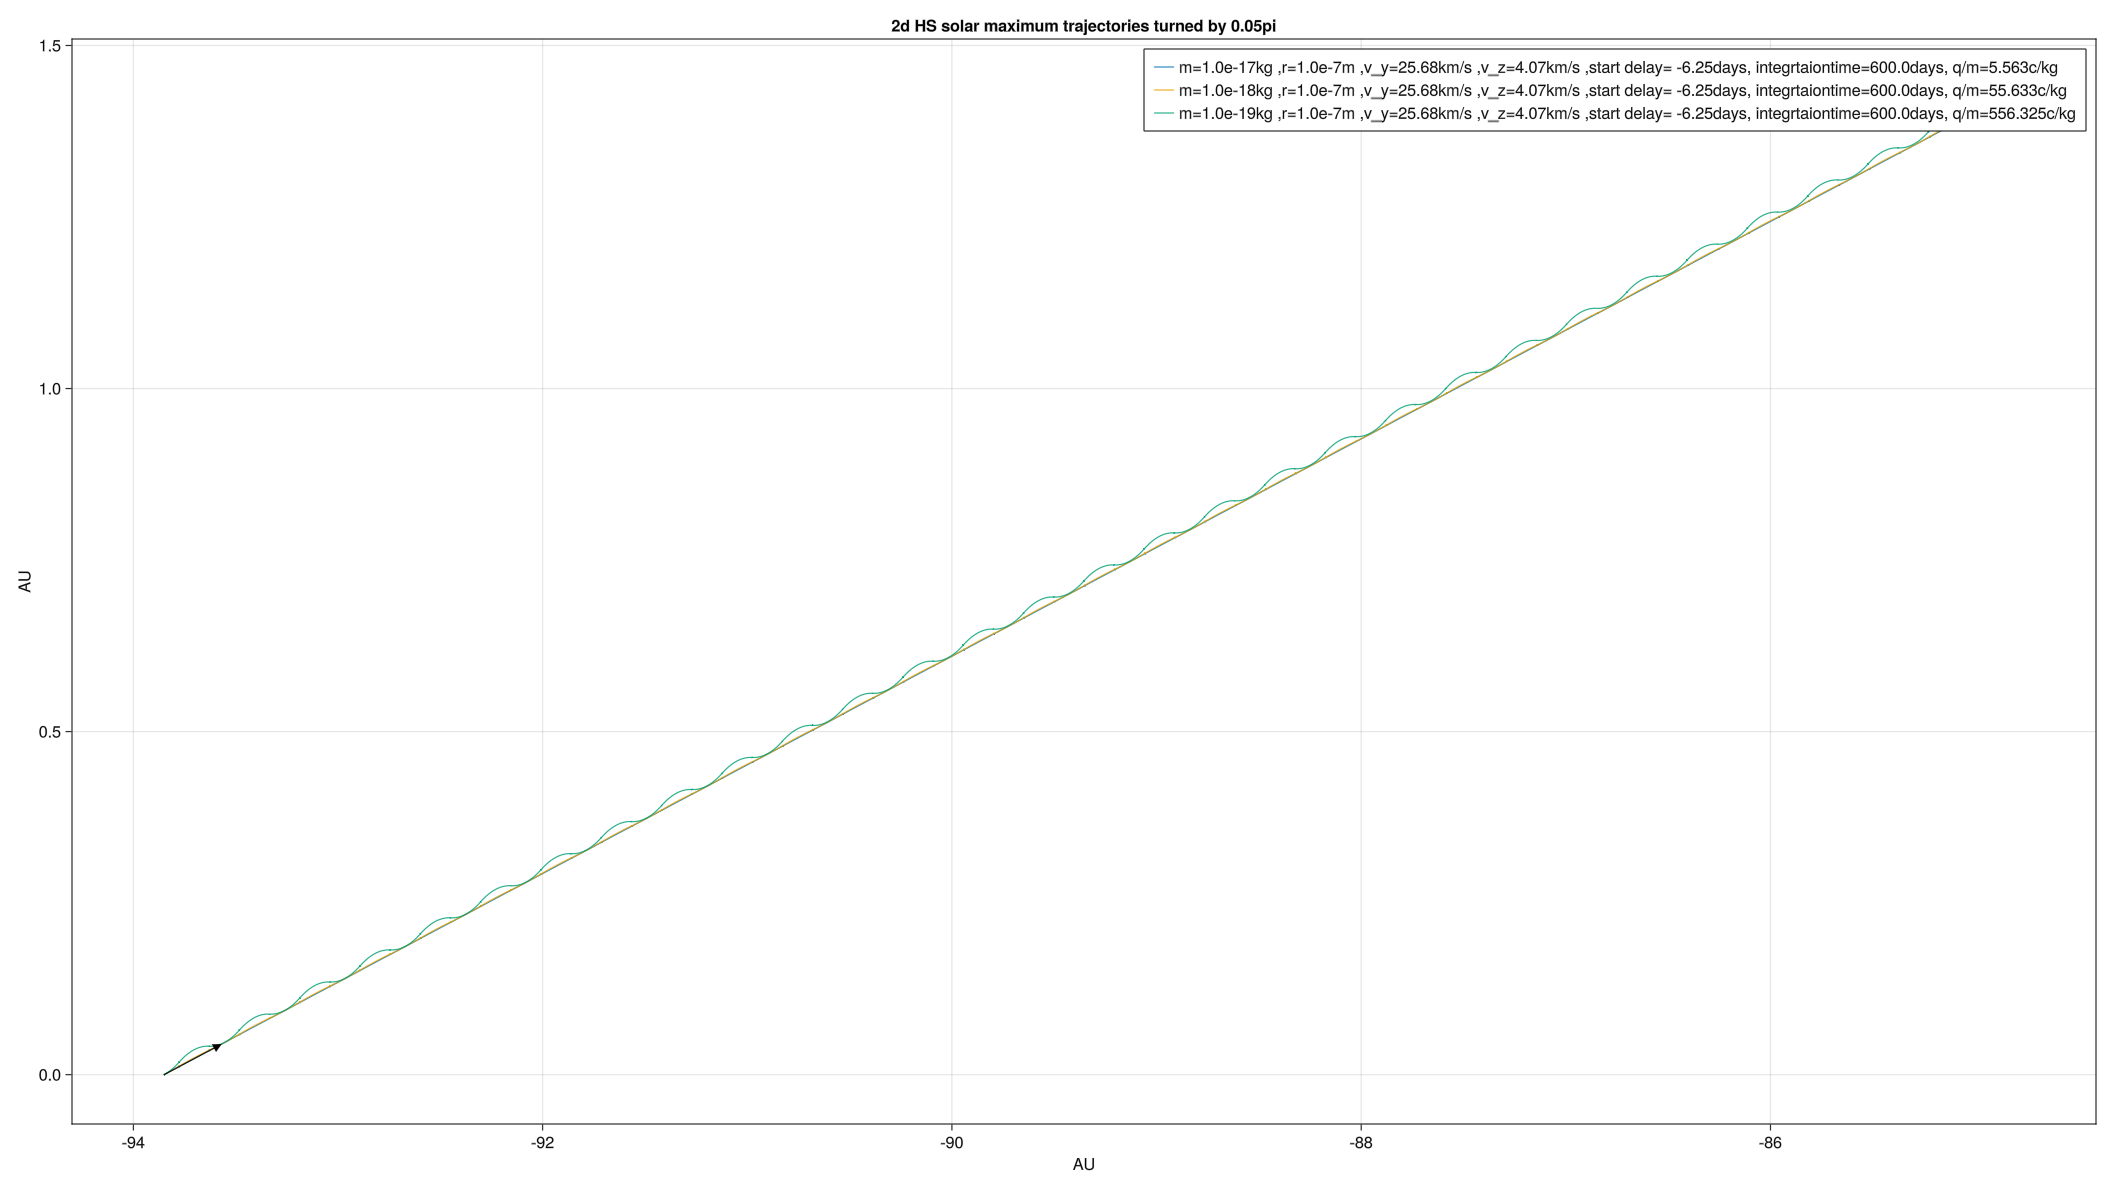 2d HS solar maximum trajectories turned by 0.05pi
1.5
m=1.0e-17kg ,r=1.0e-7m ,v_y=25.68km/s ,v_z=4.07km/s ,start delay= -6.25days, integrtaiontime=600.0days, q/m=5.563c/kg
m=1.0e-18kg ,r=1.0e-7m ,v_y=25.68km/s ,v_z=4.07km/s ,start delay= -6.25days, integrtaiontime=600.0days, q/m=55.633c/kg
m=1.0e-19kg ,r=1.0e-7m ,v_y=25.68km/s ,v_z=4.07km/s ,start delay= -6.25days, integrtaiontime=600.0days, q/m=556.325c/kg
1.0
AU
0.5
0.0
-94 -92 -90 -88 -86
AU